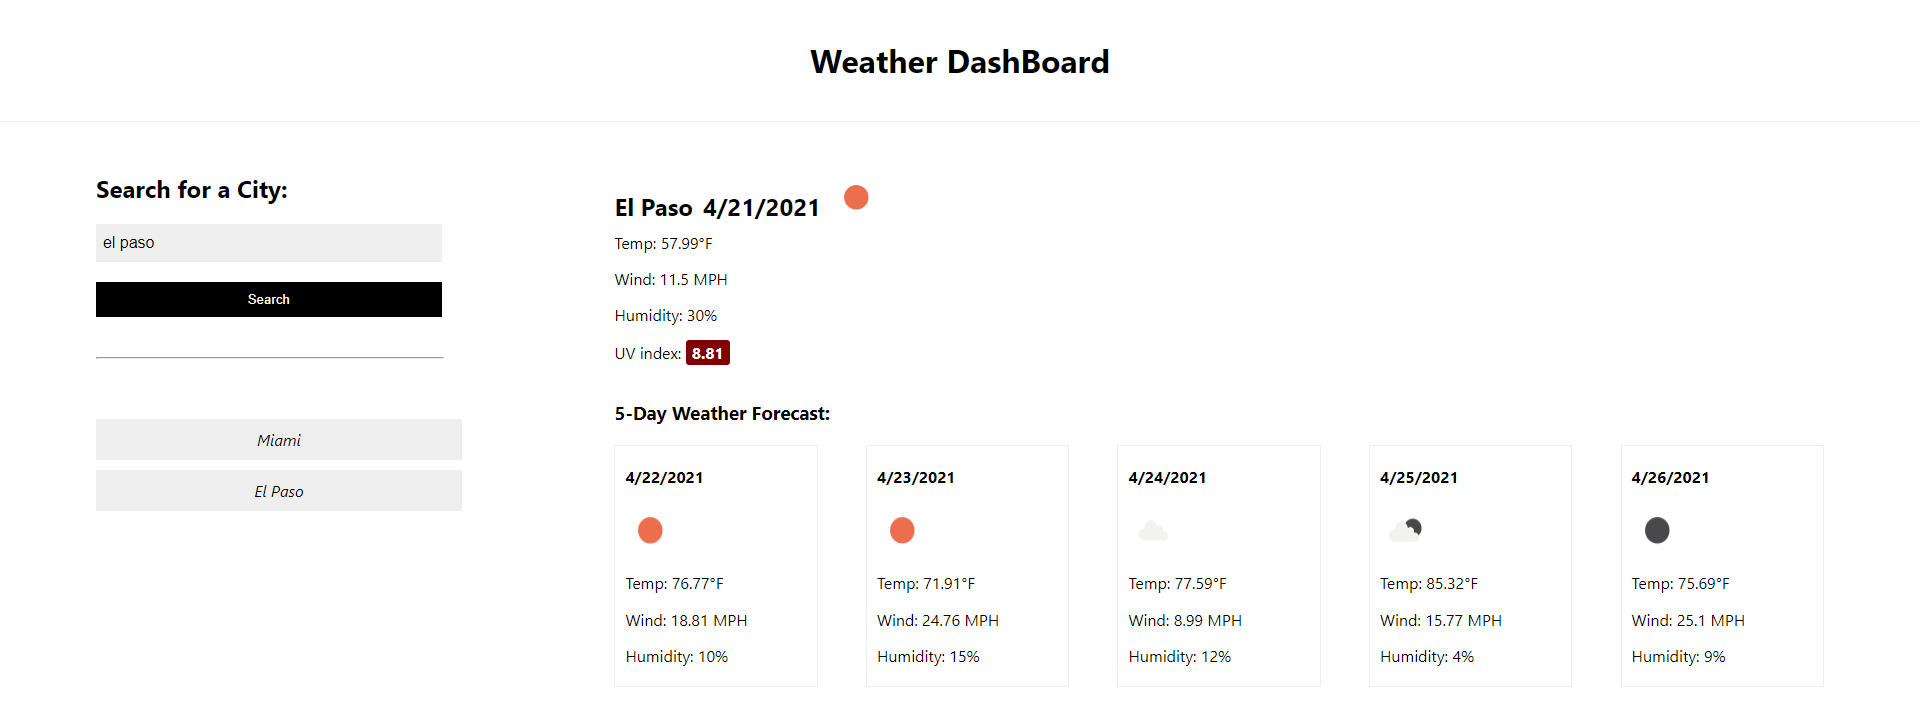 Weather DashBoard
Search for a City:
el paso
Search
Miami
El Paso
El Paso 4/21/2021
Temp: 57.99°F
Wind: 11.5 MPH
Humidity: 30%
UV index: 8.81
5-Day Weather Forecast:
4/22/2021
Temp: 76.77°F
Wind: 18.81 MPH
Humidity: 10%
4/23/2021
Temp: 71.91°F
Wind: 24.76 MPH
Humidity: 15%
4/24/2021
Temp: 77.59°F
Wind: 8.99 MPH
Humidity: 12%
4/25/2021
Temp: 85.32°F
Wind: 15.77 MPH
Humidity: 4%
4/26/2021
Temp: 75.69°F
Wind: 25.1 MPH
Humidity: 9%